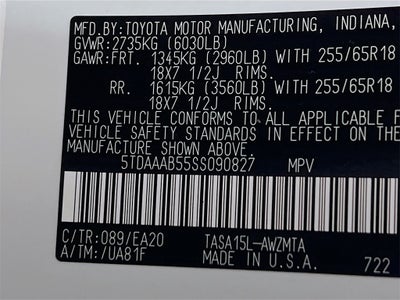 MFD.BY:TOYOTA MOTOR MANUFACTURING, INDIANA,
GVWR:2735KG (6030LB)
GAWR:FRT. 1345KG (2960LB) WITH 255/65R18
18X7 1/2J RIMS.
RR. 1615KG (3560LB) WITH 255/65R18
18X7 1/2J RIMS.
THIS VEHICLE CONFORMS TO ALL APPLICABLE F
VEHICLE SAFETY STANDARDS IN EFFECT ON THE
MANUFACTURE SHOWN ABOVE.
5TDAAAB55SS090827 MPV
C/TR:089/EA20 TASA15L-AWZMTA
A/TM: /UA81F MADE IN U.S.A. 722